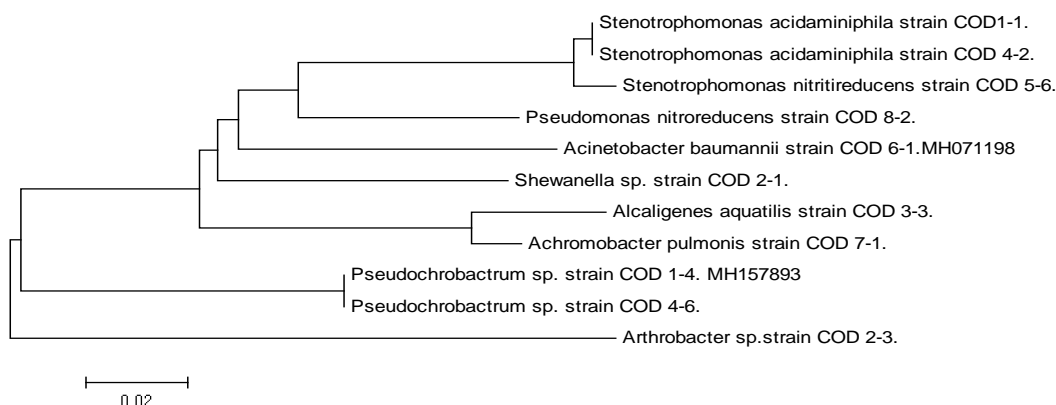 Stenotrophomonas acidaminiphila strain COD1-1.
Stenotrophomonas acidaminiphila strain COD 4-2.
Stenotrophomonas nitritireducens strain COD 5-6.
Pseudomonas nitroreducens strain COD 8-2.
Acinetobacter baumannii strain COD 6-1.MH071198
Shewanella sp. strain COD 2-1.
Alcaligenes aquatilis strain COD 3-3.
Achromobacter pulmonis strain COD 7-1.
Pseudochrobactrum sp. strain COD 1-4. MH157893
Pseudochrobactrum sp. strain COD 4-6.
Arthrobacter sp.strain COD 2-3.
0.02